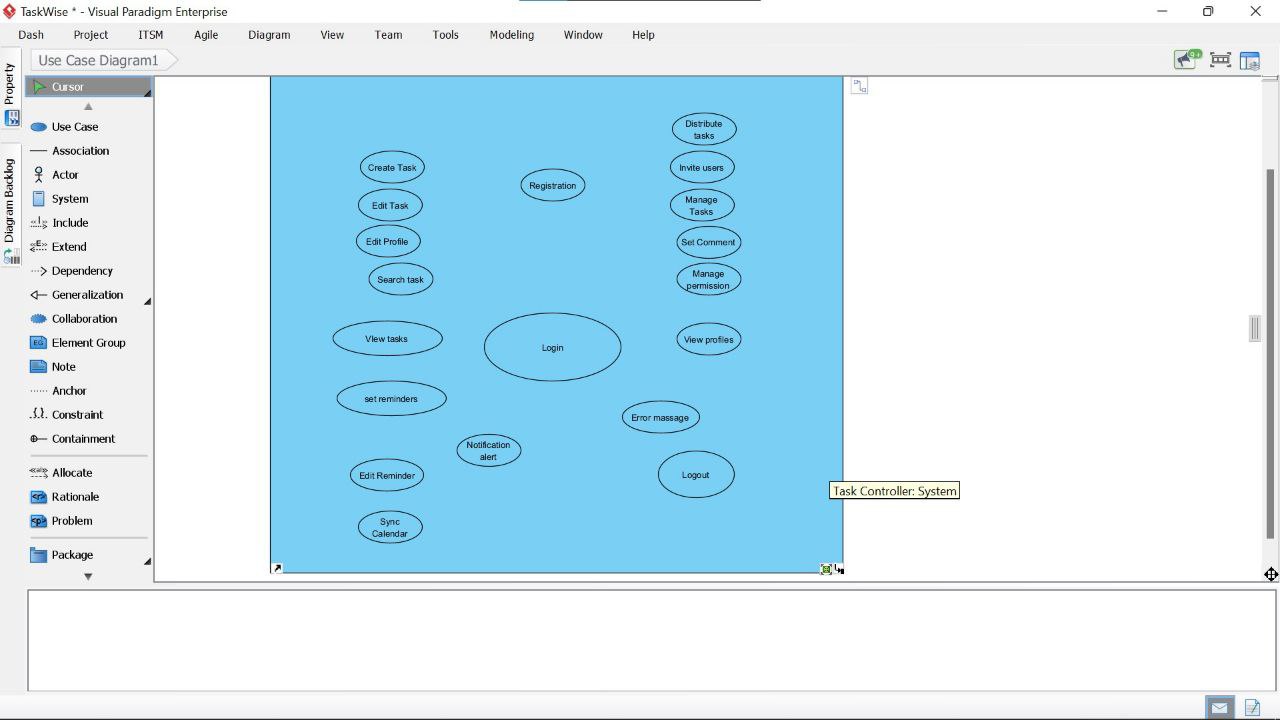 TaskWise * - Visual Paradigm Enterprise
Dash Project ITSM Agile Diagram View Team Tools Modeling Window Help
Use Case Diagram1
9+
Property
Diagram Backlog
Cursor
Use Case
Association
Actor
System
Include
Extend
Dependency
Generalization
Collaboration
Element Group
Note
Anchor
Constraint
Containment
Allocate
Rationale
Problem
Package
Create Task
Edit Task
Edit Profile
Search task
VIew tasks
set reminders
Edit Reminder
Sync
Calendar
Registration
Login
Notification
alert
Distribute
tasks
Invite users
Manage
Tasks
Set Comment
Manage
permission
View profiles
Error massage
Logout
Task Controller: System